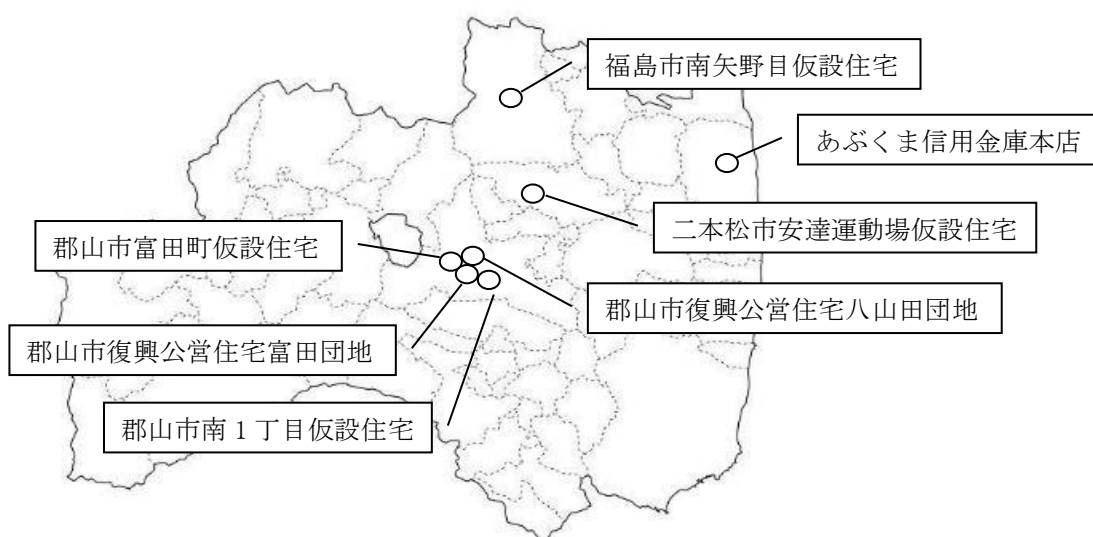 福島市南矢野目仮設住宅
あぶくま信用金庫本店
二本松市安達運動場仮設住宅
郡山市富田町仮設住宅
郡山市復興公営住宅八山田団地
郡山市復興公営住宅富田団地
郡山市南１丁目仮設住宅